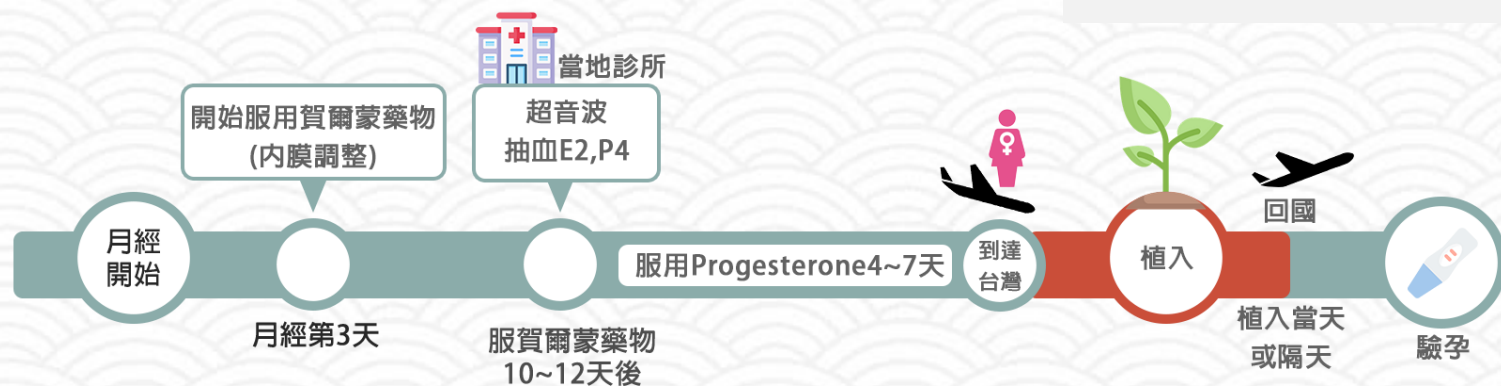 當地診所
開始服用賀爾蒙藥物
(內膜調整)
超音波
抽血E2,P4
月經
開始
服用Progesterone4~7天
到達
台灣
植入
回國
月經第3天
服賀爾蒙藥物
10~12天後
植入當天
或隔天
驗孕